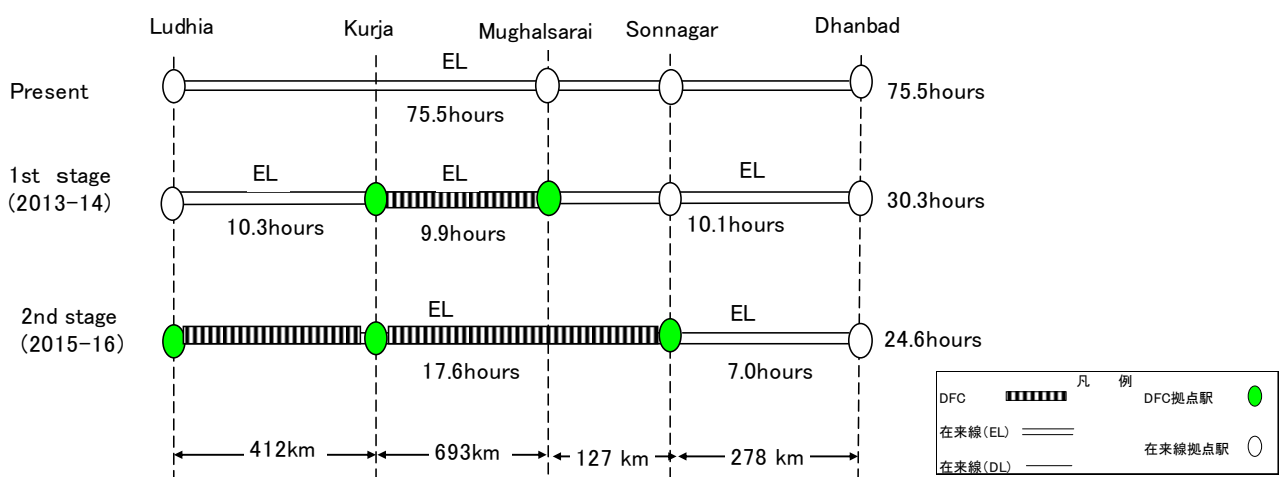 Ludhia Kurja Mughalsarai Sonnagar Dhanbad
EL
Present
75.5hours
75.5hours
1st stage
(2013-14)
EL
EL
EL
30.3hours
10.3hours
9.9hours
10.1hours
2nd stage
(2015-16)
EL
EL
24.6hours
17.6hours
7.0hours
412km
693km
127 km
278 km
凡 例
DFC
DFC拠点駅
在来線(EL)
在来線拠点駅
在来線(DL)